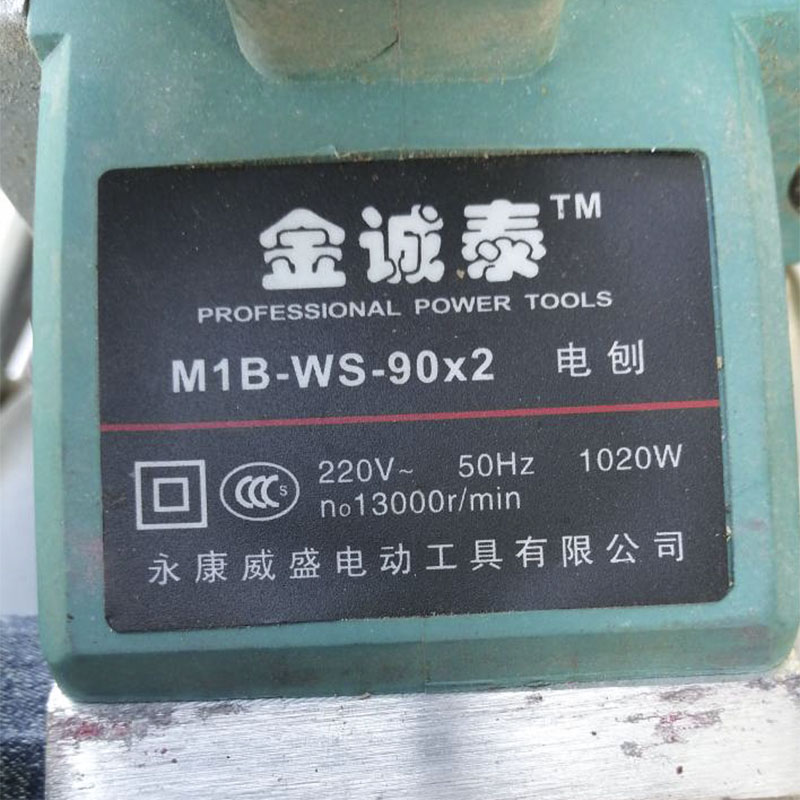 金诚泰™
PROFESSIONAL POWER TOOLS
M1B-WS-90x2 电刨
CCC S 220V~ 50Hz 1020W
no13000r/min
永康威盛电动工具有限公司